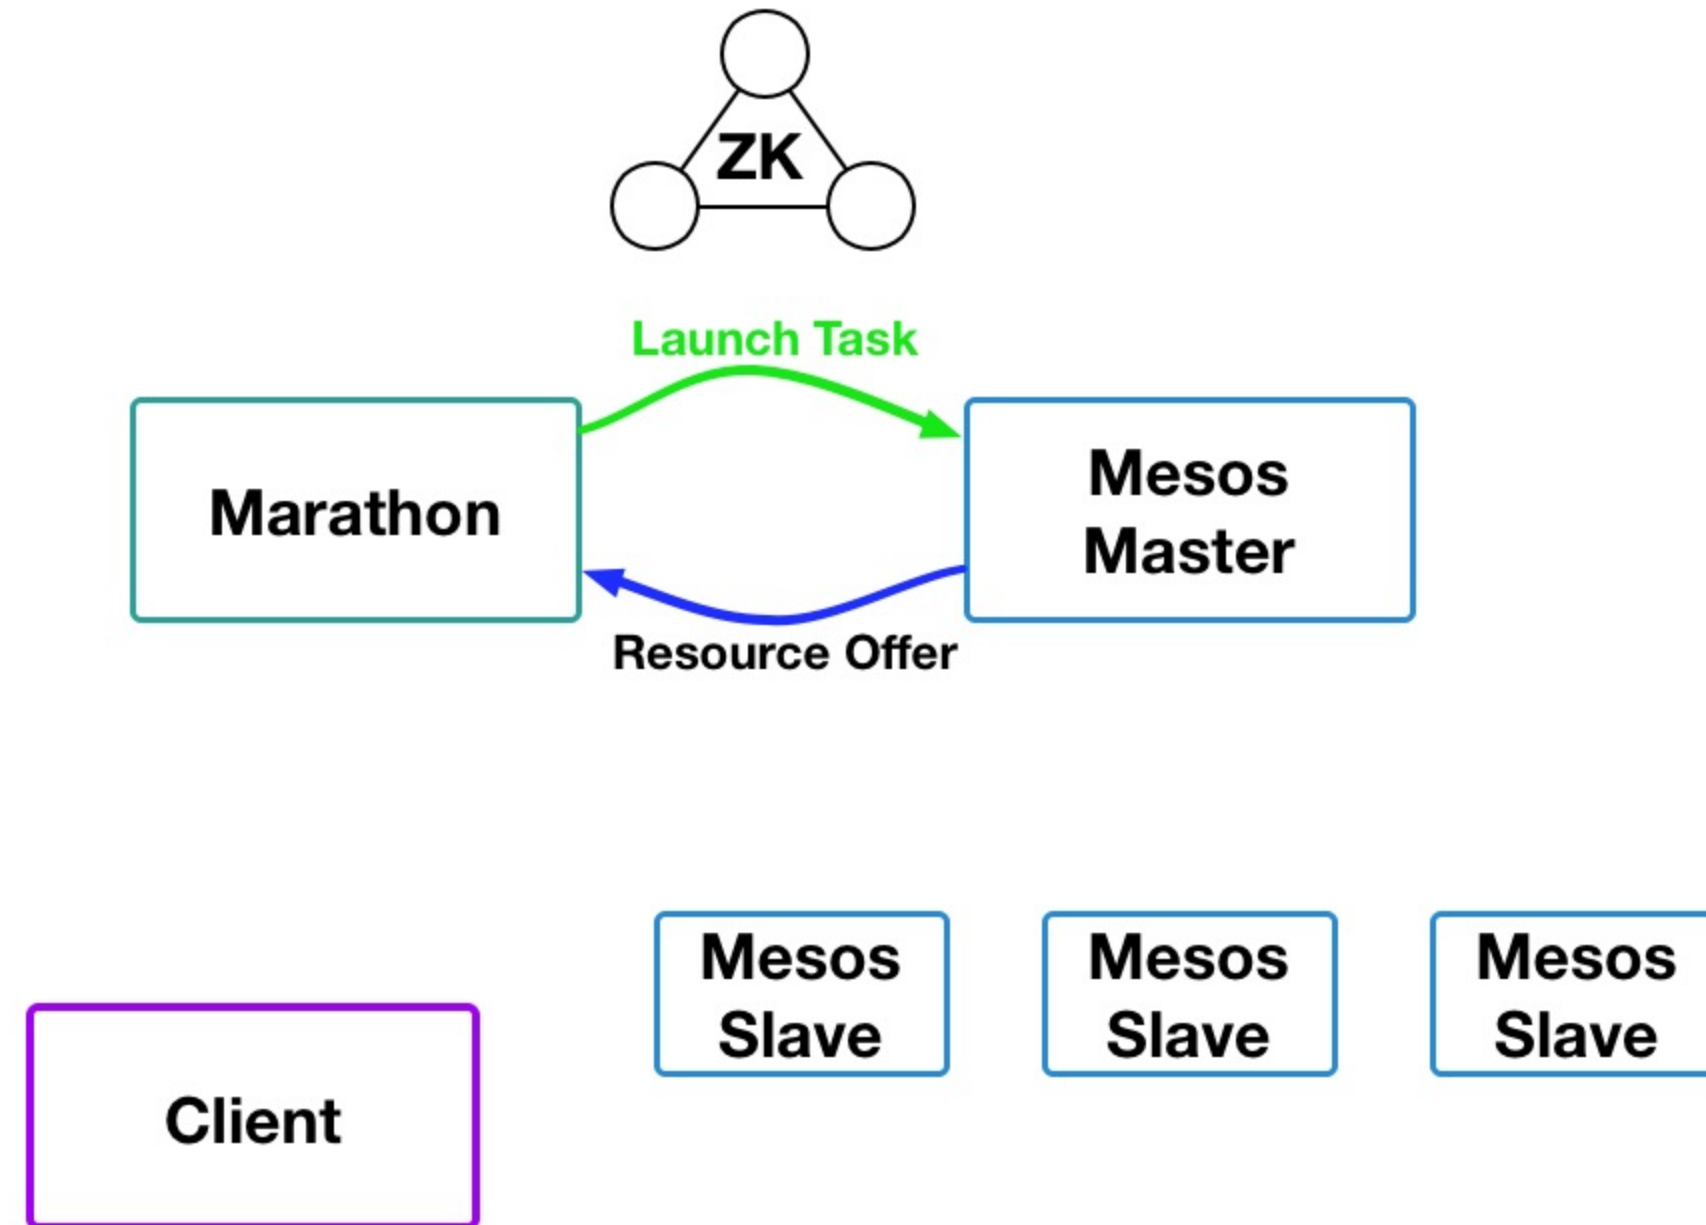 ZK
Launch Task
Marathon
Mesos
Master
Resource Offer
Mesos
Slave
Mesos
Slave
Mesos
Slave
Client